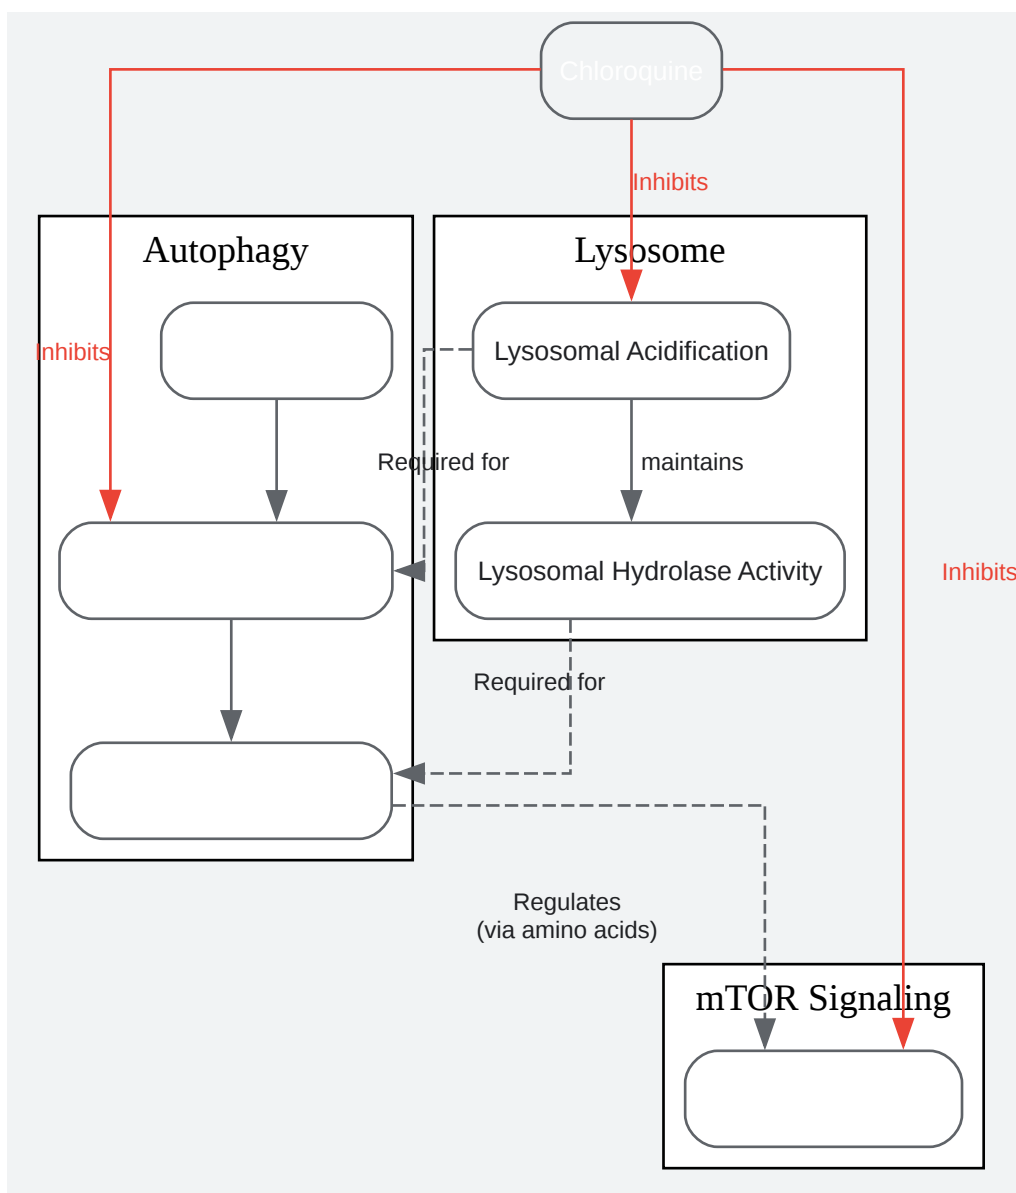 Chloroquine
Inhibits
Autophagy
Lysosome
Inhibits
Lysosomal Acidification
Required for
maintains
Lysosomal Hydrolase Activity
Inhibits
Required for
Regulates
(via amino acids)
mTOR Signaling